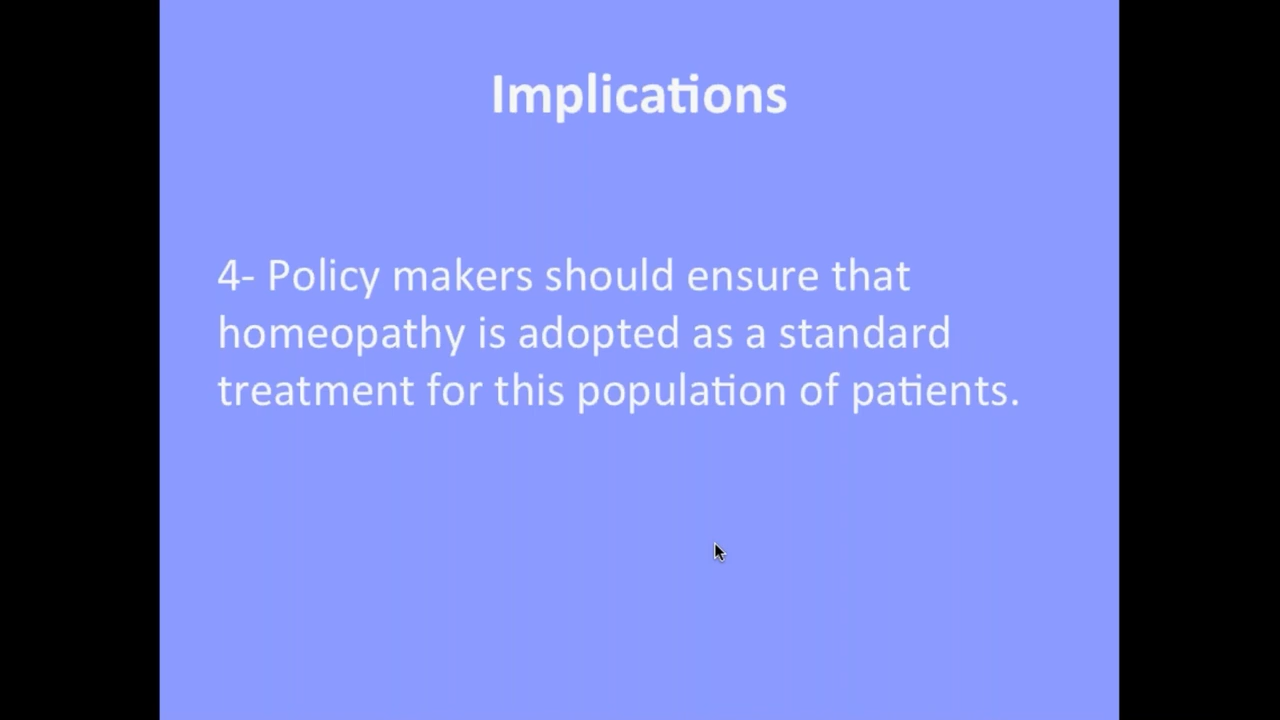 Implications
4- Policy makers should ensure that
homeopathy is adopted as a standard
treatment for this population of patients.